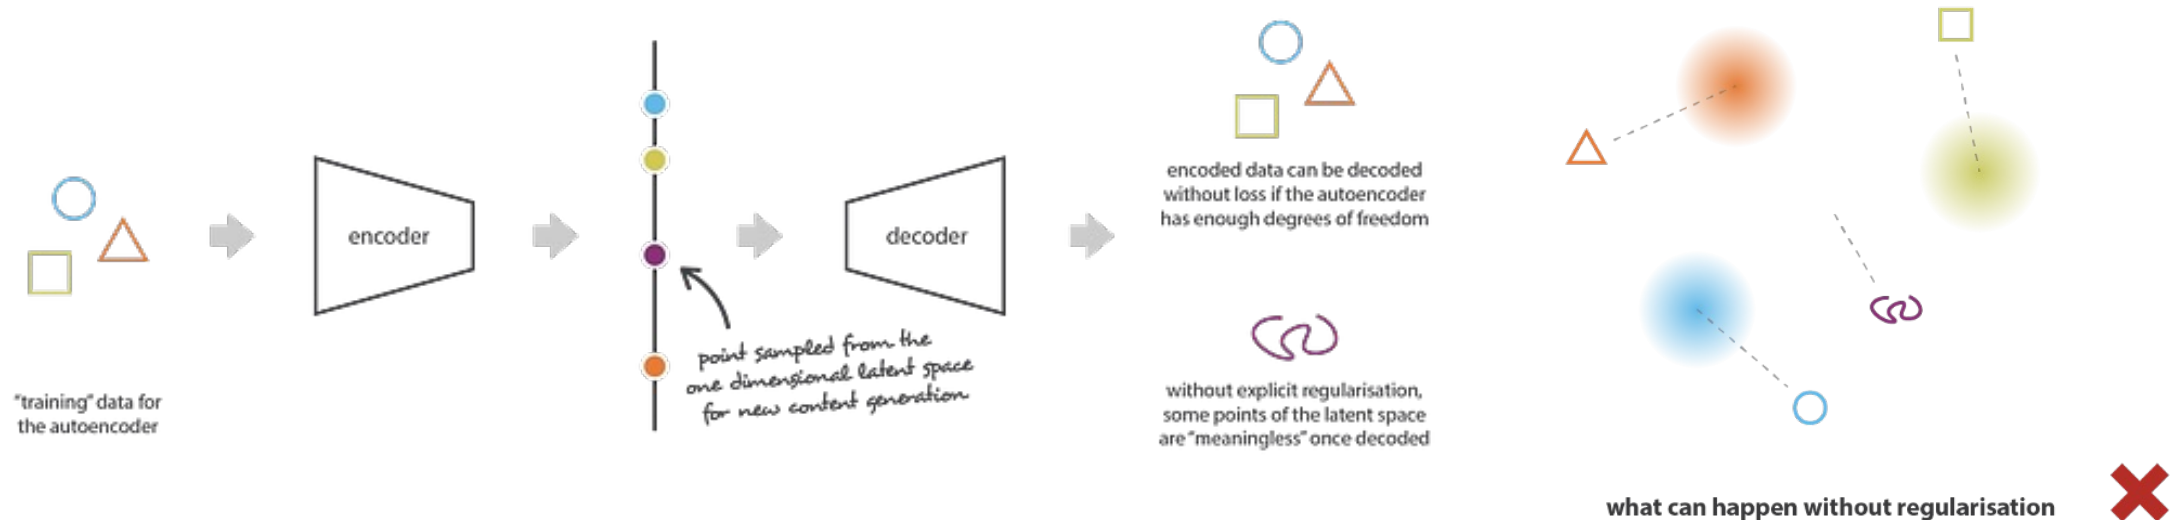 "training" data for
the autoencoder
encoder
point sampled from the
one dimensional latent space
for new content generation
decoder
encoded data can be decoded
without loss if the autoencoder
has enough degrees of freedom
without explicit regularisation,
some points of the latent space
are "meaningless" once decoded
what can happen without regularisation